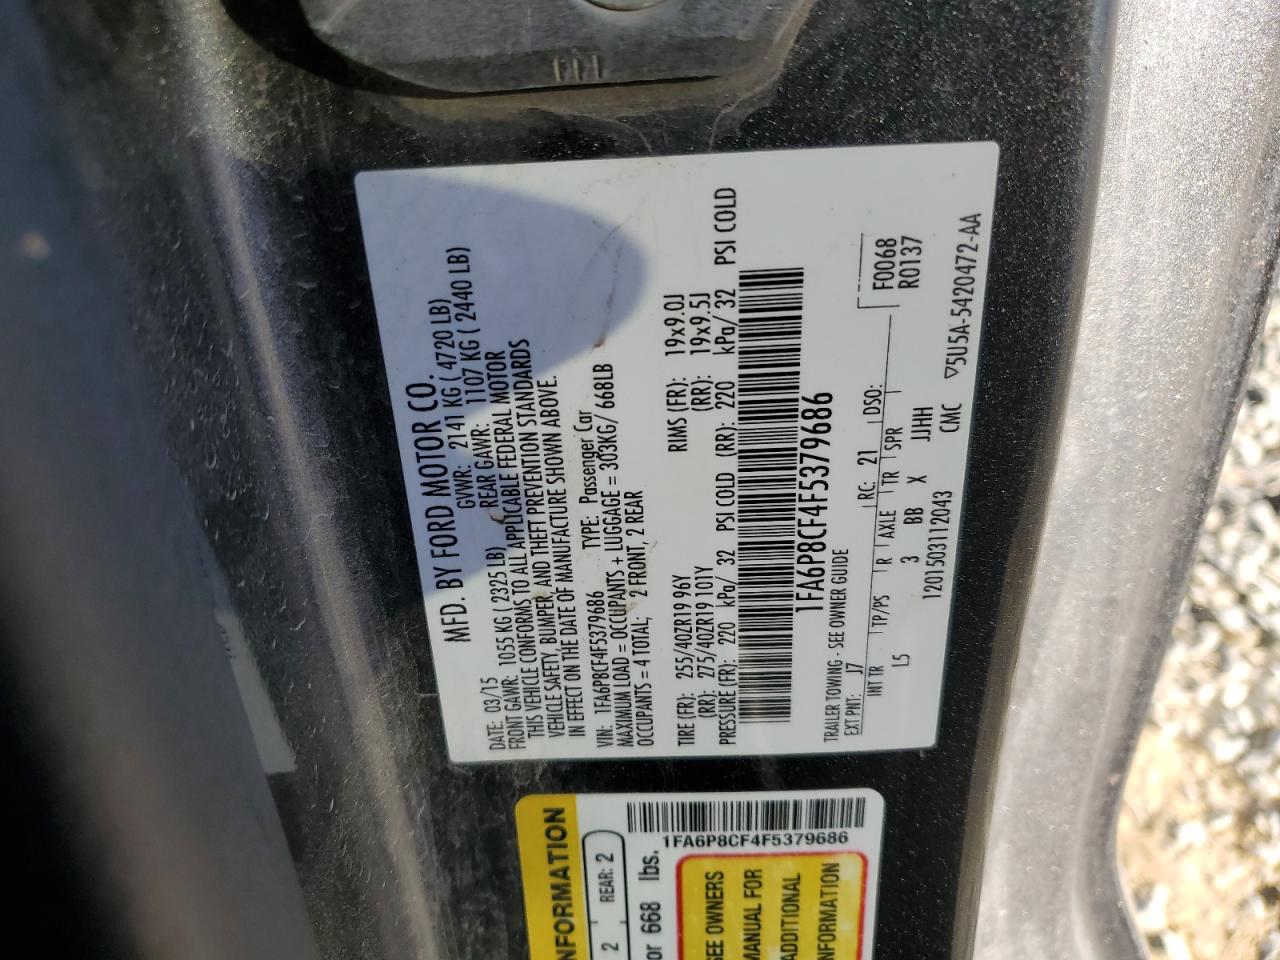 MFD. BY FORD MOTOR CO.
DATE: 03/15 GVWR: 2141 KG ( 4720 LB)
FRONT GAWR: 1055 KG ( 2325 LB) REAR GAWR: 1107 KG ( 2440 LB)
THIS VEHICLE CONFORMS TO ALL APPLICABLE FEDERAL MOTOR
VEHICLE SAFETY, BUMPER, AND THEFT PREVENTION STANDARDS
IN EFFECT ON THE DATE OF MANUFACTURE SHOWN ABOVE.
VIN: 1FA6P8CF4F5379686 TYPE: Passenger Car
MAXIMUM LOAD = OCCUPANTS + LUGGAGE = 303KG/ 668LB
OCCUPANTS = 4 TOTAL; 2 FRONT, 2 REAR
TIRE (FR): 255/40ZR19 96Y RIMS (FR): 19x9.0J
(RR): 275/40ZR19 101Y (RR): 19x9.5J
PRESSURE (FR): 220 kPa/ 32 PSI COLD (RR): 220 kPa/ 32 PSI COLD
1FA6P8CF4F5379686
TRAILER TOWING - SEE OWNER GUIDE
EXT PNT: J7 RC: 21 DSO: F0068
R0137
INT TR TP/PS R AXLE TR SPR
L5 3 BB X JJHH
1201503112043 CMC ▽5U5A-5420472-AA
NFORMATION
2 REAR: 2
or 668 lbs.
1FA6P8CF4F5379686
SEE OWNERS
MANUAL FOR
ADDITIONAL
INFORMATION